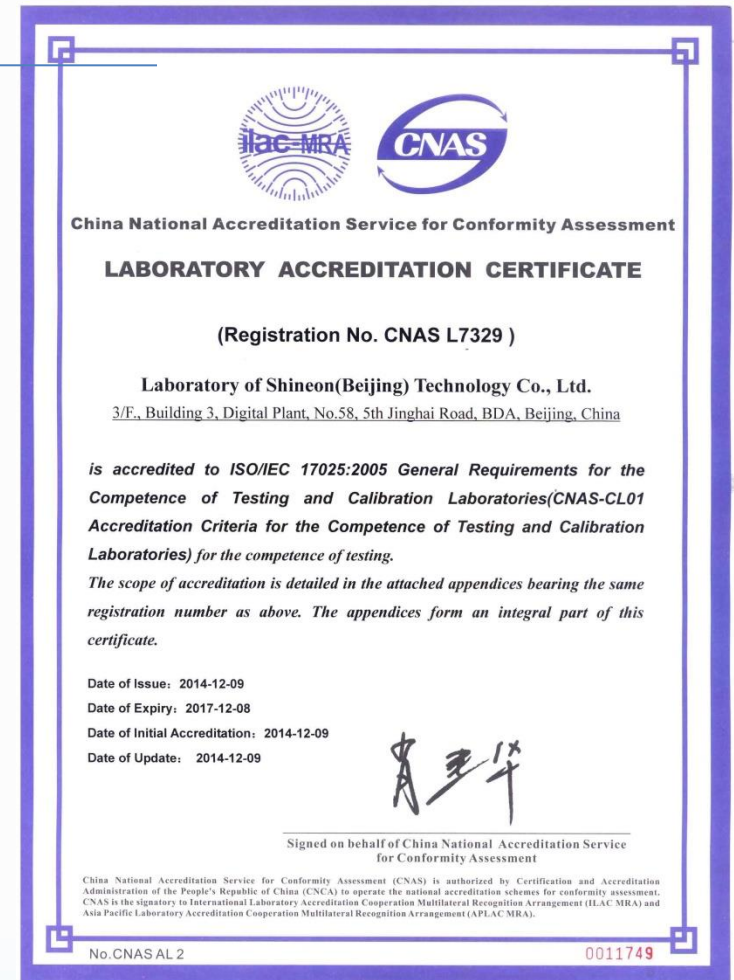 ilac-MRA
CNAS
China National Accreditation Service for Conformity Assessment
LABORATORY ACCREDITATION CERTIFICATE
(Registration No. CNAS L7329 )
Laboratory of Shineon(Beijing) Technology Co., Ltd.
3/F., Building 3, Digital Plant, No.58, 5th Jinghai Road, BDA, Beijing, China
is accredited to ISO/IEC 17025:2005 General Requirements for the
Competence of Testing and Calibration Laboratories(CNAS-CL01
Accreditation Criteria for the Competence of Testing and Calibration
Laboratories) for the competence of testing.
The scope of accreditation is detailed in the attached appendices bearing the same
registration number as above. The appendices form an integral part of this
certificate.
Date of Issue: 2014-12-09
Date of Expiry: 2017-12-08
Date of Initial Accreditation: 2014-12-09
Date of Update: 2014-12-09
Signed on behalf of China National Accreditation Service
for Conformity Assessment
China National Accreditation Service for Conformity Assessment (CNAS) is authorized by Certification and Accreditation
Administration of the People's Republic of China (CNCA) to operate the national accreditation schemes for conformity assessment.
CNAS is the signatory to International Laboratory Accreditation Cooperation Multilateral Recognition Arrangement (ILAC MRA) and
Asia Pacific Laboratory Accreditation Cooperation Multilateral Recognition Arrangement (APLAC MRA).
No.CNAS AL 2
0011749